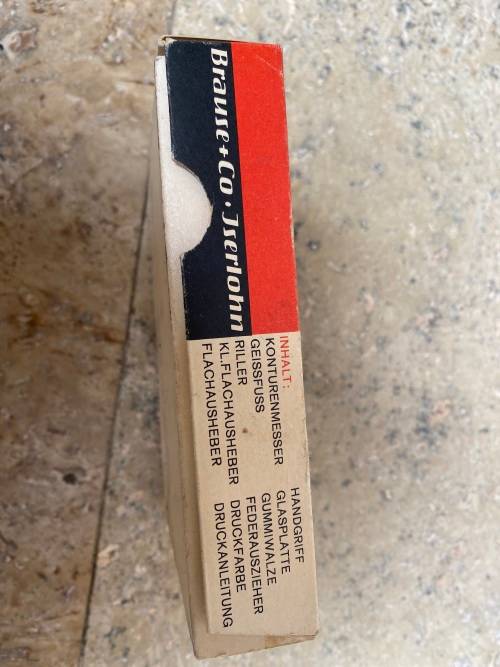 Brause+Co · Iserlohn
INHALT:
KONTURENMESSER
GEISSFUSS
RILLER
KL.FLACHAUSHEBER
FLACHAUSHEBER
HANDGRIFF
GLASPLATTE
GUMMIWALZE
FEDERAUSZIEHER
DRUCKFARBE
DRUCKANLEITUNG